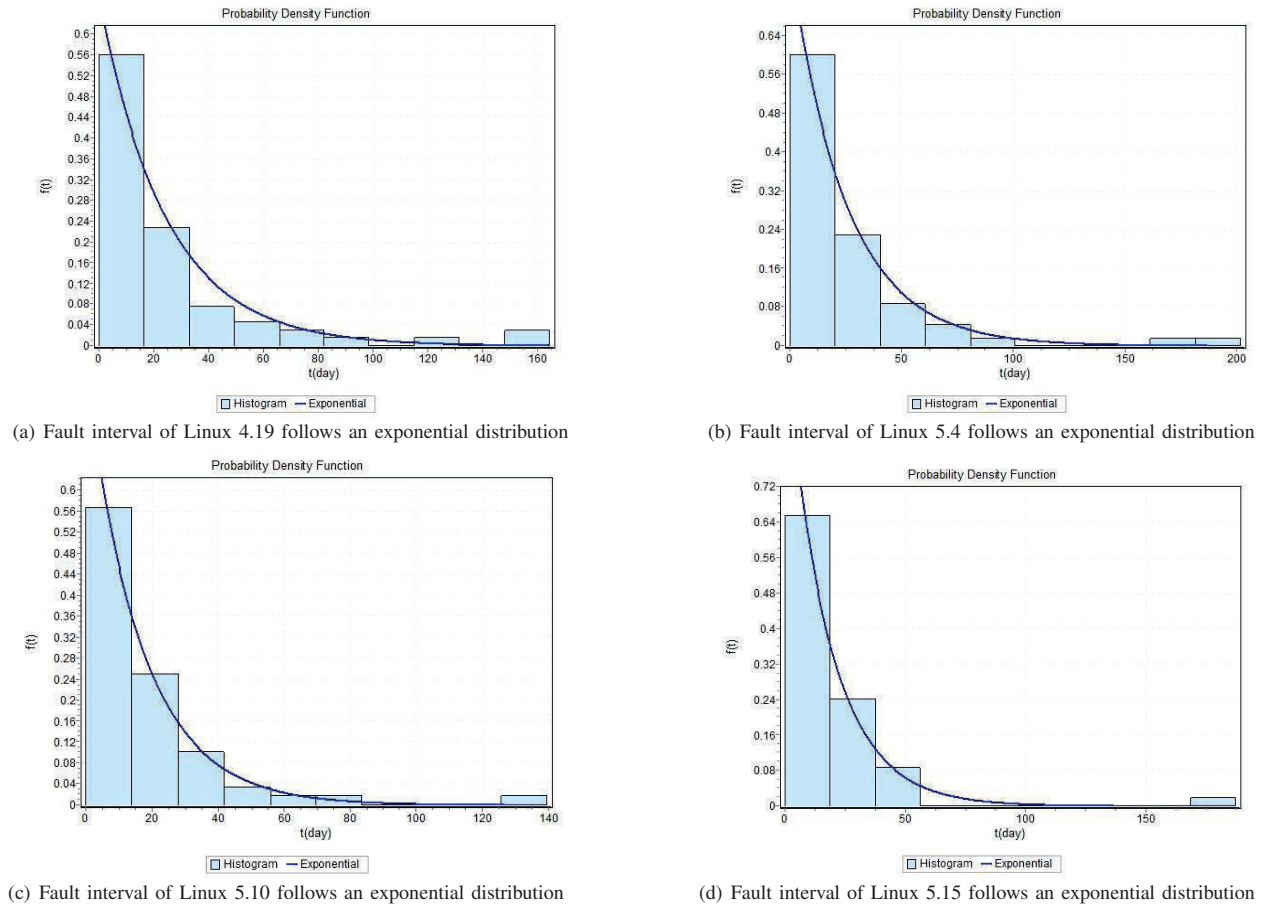 Probability Density Function
0.6
0.56
0.52
0.48
0.44
0.4
0.36
0.32
0.28
0.24
0.2
0.16
0.12
0.08
0.04
0
f(t)
0 20 40 60 80 100 120 140 160
t(day)
Histogram Exponential
(a) Fault interval of Linux 4.19 follows an exponential distribution
Probability Density Function
0.64
0.56
0.48
0.4
0.32
0.24
0.16
0.08
0
f(t)
0 50 100 150 200
t(day)
Histogram Exponential
(b) Fault interval of Linux 5.4 follows an exponential distribution
Probability Density Function
0.6
0.56
0.52
0.48
0.44
0.4
0.36
0.32
0.28
0.24
0.2
0.16
0.12
0.08
0.04
0
f(t)
0 20 40 60 80 100 120 140
t(day)
Histogram Exponential
(c) Fault interval of Linux 5.10 follows an exponential distribution
Probability Density Function
0.72
0.64
0.56
0.48
0.4
0.32
0.24
0.16
0.08
0
f(t)
0 50 100 150
t(day)
Histogram Exponential
(d) Fault interval of Linux 5.15 follows an exponential distribution